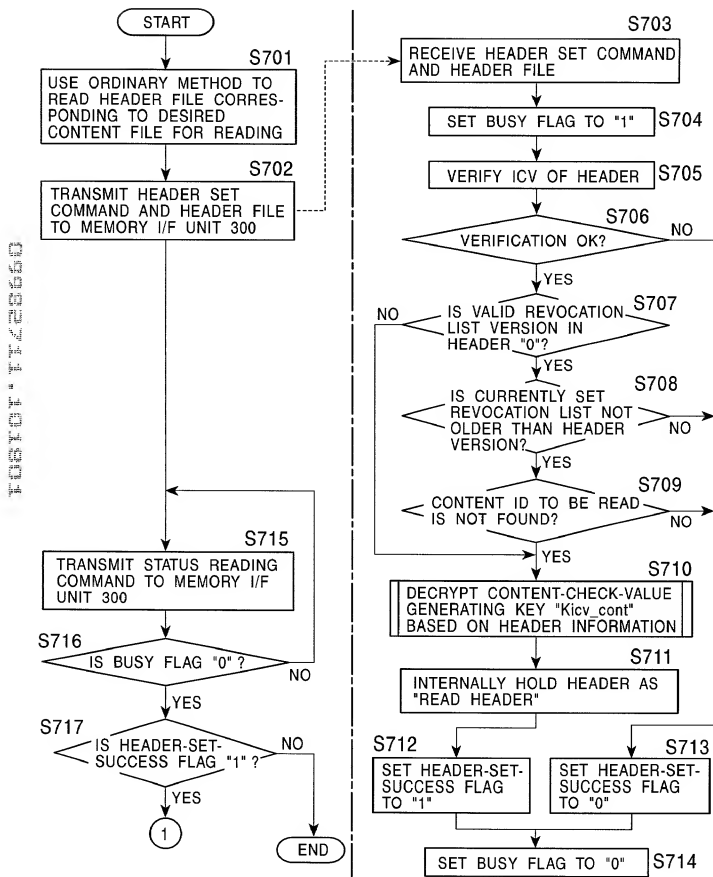 START
S701
USE ORDINARY METHOD TO
READ HEADER FILE CORRES-
PONDING TO DESIRED
CONTENT FILE FOR READING
S702
TRANSMIT HEADER SET
COMMAND AND HEADER FILE
TO MEMORY I/F UNIT 300
S715
TRANSMIT STATUS READING
COMMAND TO MEMORY I/F
UNIT 300
S716
IS BUSY FLAG "0" ?
NO
YES
S717
IS HEADER-SET-
SUCCESS FLAG "1" ?
NO
YES
1
END
S703
RECEIVE HEADER SET COMMAND
AND HEADER FILE
SET BUSY FLAG TO "1"
S704
VERIFY ICV OF HEADER
S705
S706
VERIFICATION OK?
NO
YES
S707
NO
IS VALID REVOCATION
LIST VERSION IN
HEADER "0"?
YES
S708
IS CURRENTLY SET
REVOCATION LIST NOT
OLDER THAN HEADER
VERSION?
NO
YES
S709
CONTENT ID TO BE READ
IS NOT FOUND?
NO
YES
S710
DECRYPT CONTENT-CHECK-VALUE
GENERATING KEY "Kicv_cont"
BASED ON HEADER INFORMATION
S711
INTERNALLY HOLD HEADER AS
"READ HEADER"
S712
SET HEADER-SET-
SUCCESS FLAG
TO "1"
S713
SET HEADER-SET-
SUCCESS FLAG
TO "0"
SET BUSY FLAG TO "0"
S714